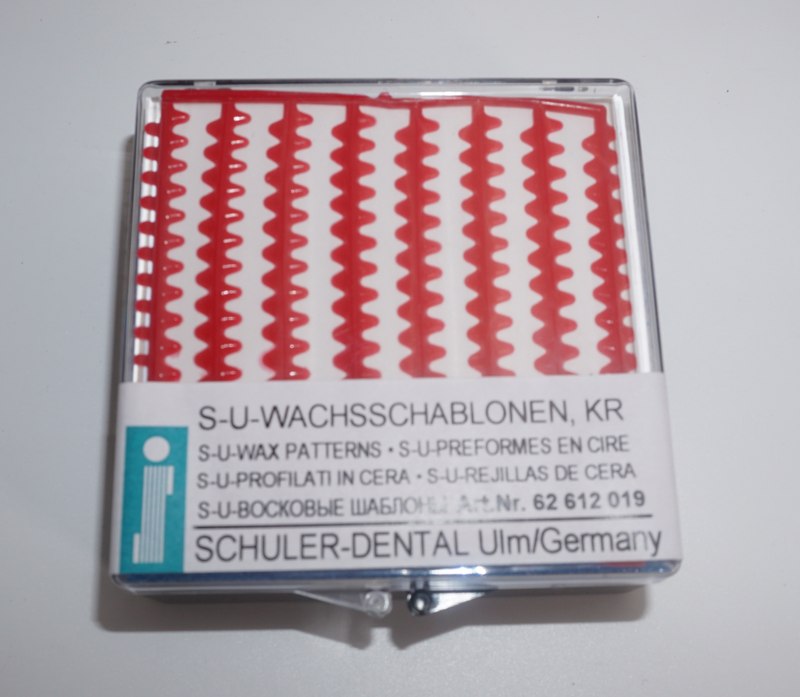 S-U-WACHSSCHABLONEN, KR
S-U-WAX PATTERNS • S-U-PREFORMES EN CIRE
S-U-PROFILATI IN CERA • S-U-REJILLAS DE CERA
S-U-ВОСКОВЫЕ ШАБЛОНЫ Art.Nr. 62 612 019
SCHULER-DENTAL Ulm/Germany